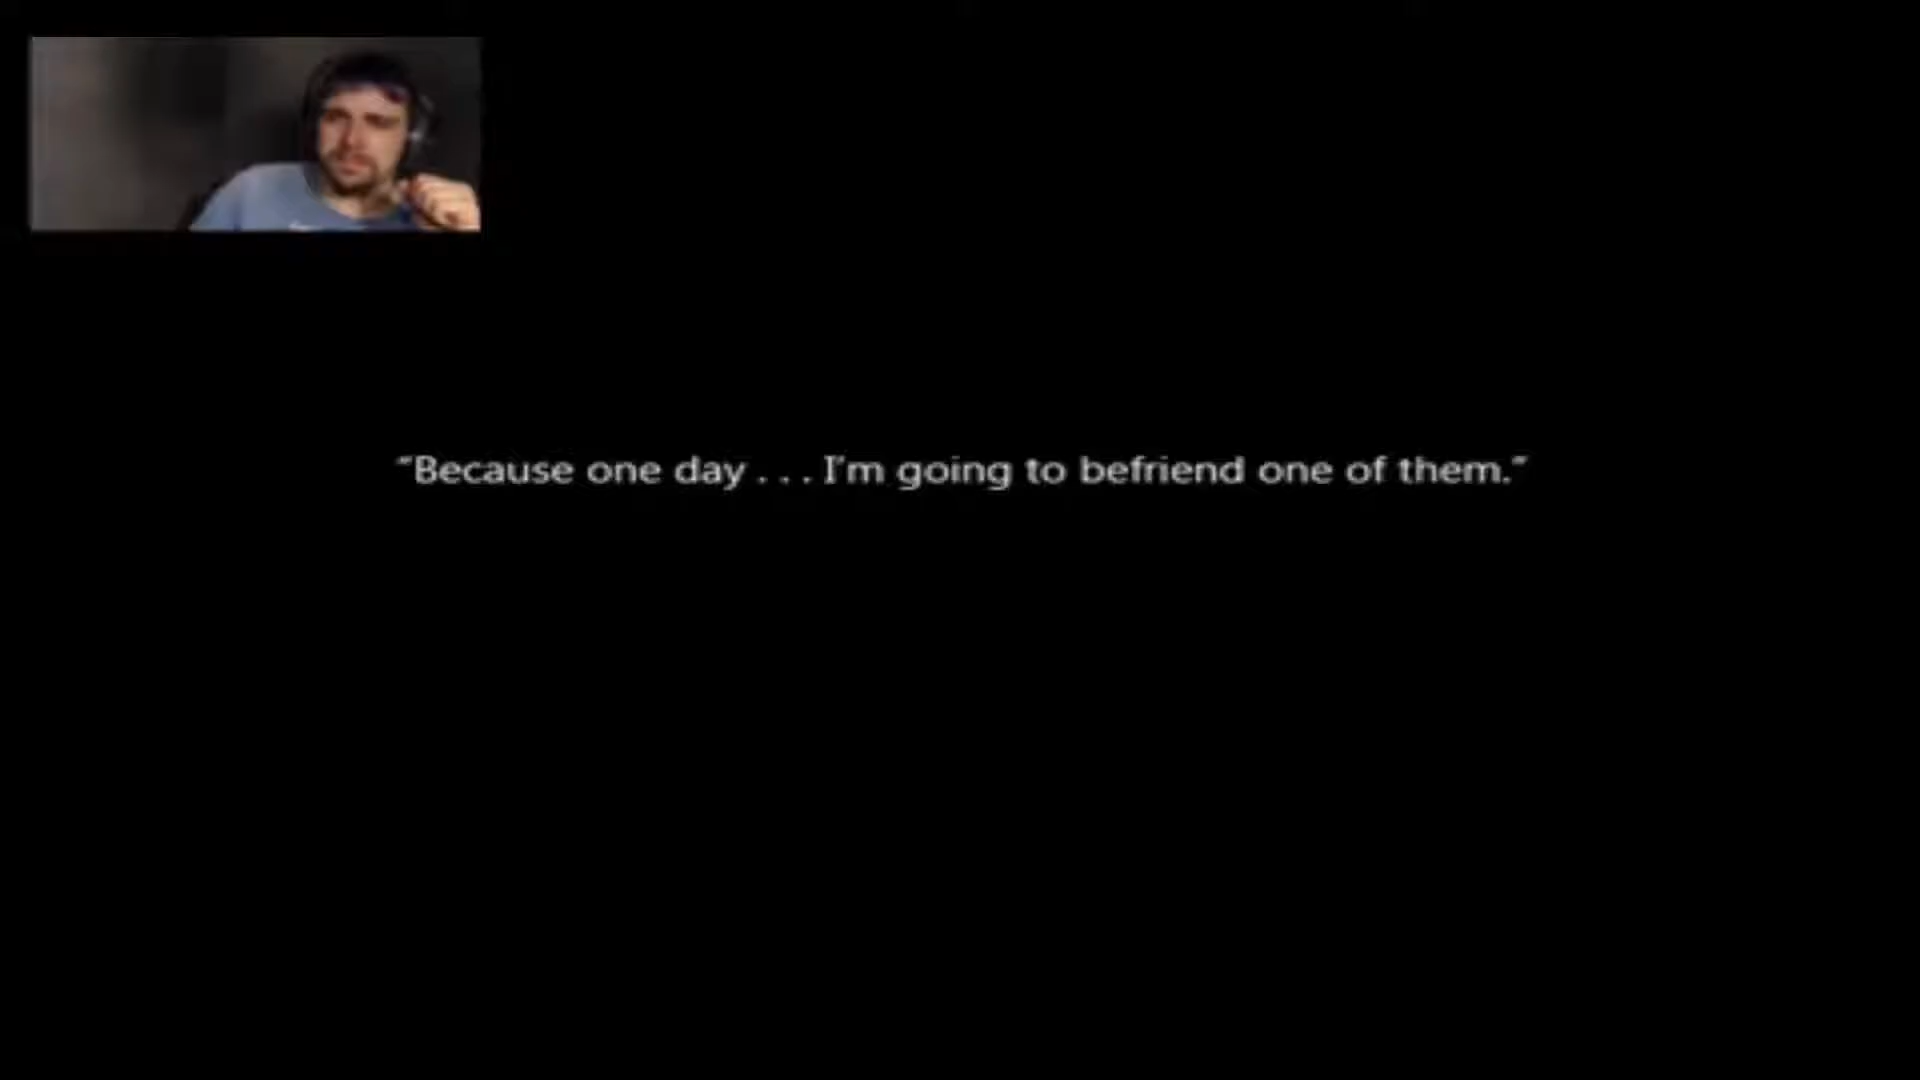 “Because one day . . . I'm going to befriend one of them.”